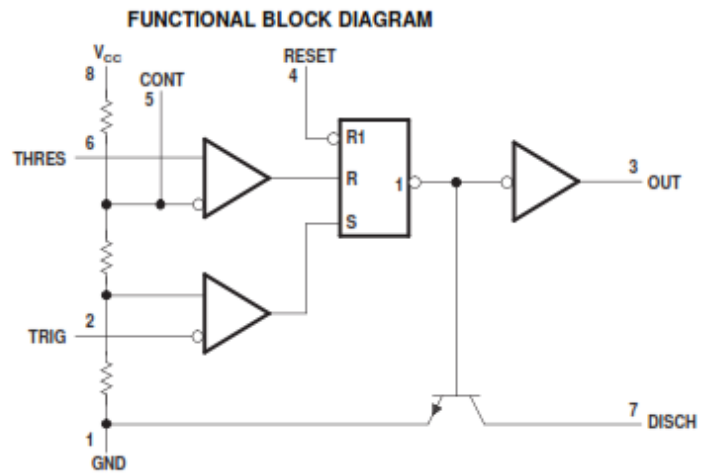 FUNCTIONAL BLOCK DIAGRAM
VCC
8
CONT
5
RESET
4
6
THRES
R1
R
1
S
3
OUT
2
TRIG
7
DISCH
1
GND